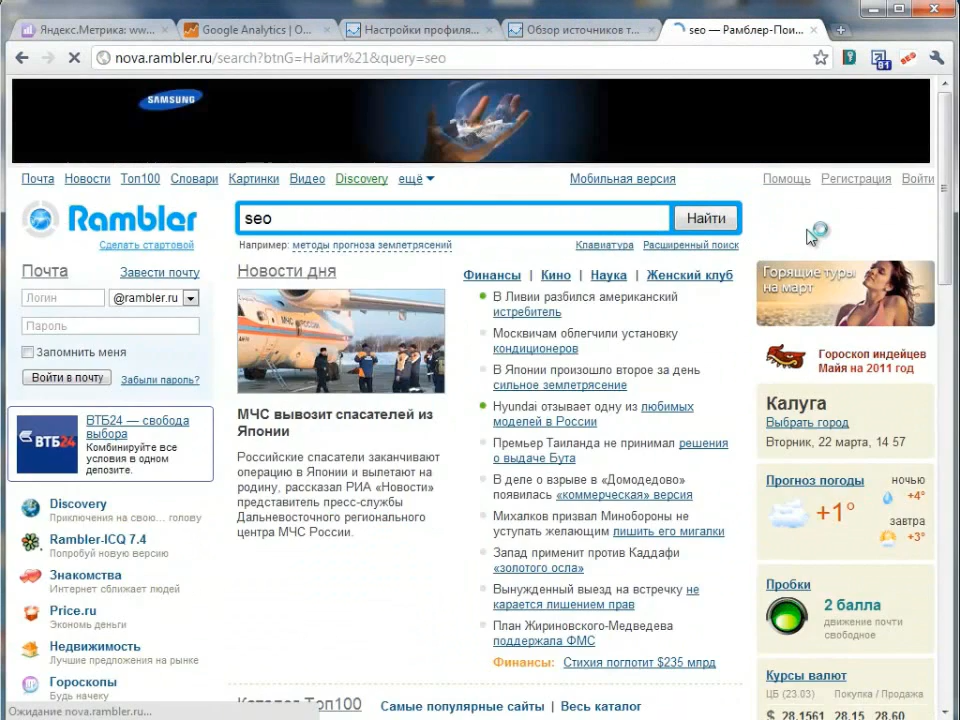 Яндекс.Метрика: ww...
Google Analytics | О...
Настройки профиля...
Обзор источников т...
seo — Рамблер-Пои...
nova.rambler.ru/search?btnG=Найти%21&query=seo
81
SAMSUNG
Почта Новости Топ100 Словари Картинки Видео Discovery ещё
Мобильная версия
Помощь Регистрация Войти
Rambler
Сделать стартовой
seo
Найти
Например: методы прогноза землетрясений
Клавиатура Расширенный поиск
Почта
Завести почту
Логин
@rambler.ru
Пароль
Запомнить меня
Войти в почту
Забыли пароль?
ВТБ24
ВТБ24 — свобода
выбора
Комбинируйте все
условия в одном
депозите.
Discovery
Приключения на свою... голову
Rambler-ICQ 7.4
Попробуй новую версию
Знакомства
Интернет сближает людей
Price.ru
Экономь деньги
Недвижимость
Лучшие предложения на рынке
Гороскопы
Будь начеку
Новости дня
МЧС РОССИИ
МЧС вывозит спасателей из
Японии
Российские спасатели заканчивают
операцию в Японии и вылетают на
родину, рассказал РИА «Новости»
представитель пресс-службы
Дальневосточного регионального
центра МЧС России.
Финансы | Кино | Наука | Женский клуб
В Ливии разбился американский
истребитель
Москвичам облегчили установку
кондиционеров
В Японии произошло второе за день
сильное землетрясение
Hyundai отзывает одну из любимых
моделей в России
Премьер Таиланда не принимал решения
о выдаче Бута
В деле о взрыве в «Домодедово»
появилась «коммерческая» версия
Михалков призвал Минобороны не
уступать желающим лишить его мигалки
Запад применит против Каддафи
«золотого осла»
Вынужденный выезд на встречку не
карается лишением прав
План Жириновского-Медведева
поддержала ФМС
Финансы: Стихия поглотит $235 млрд
Каталог Топ100
Самые популярные сайты | Весь каталог
Горящие туры
на март
Гороскоп индейцев
Майя на 2011 год
Калуга
Выбрать город
Вторник, 22 марта, 14 57
Прогноз погоды
ночью
+4°
+1°
завтра
+3°
Пробки
2 балла
движение почти
свободное
Курсы валют
ЦБ (23.03) Покупка / Продажа
$ 28,1561 28,15 28,60
Ожидание nova.rambler.ru...